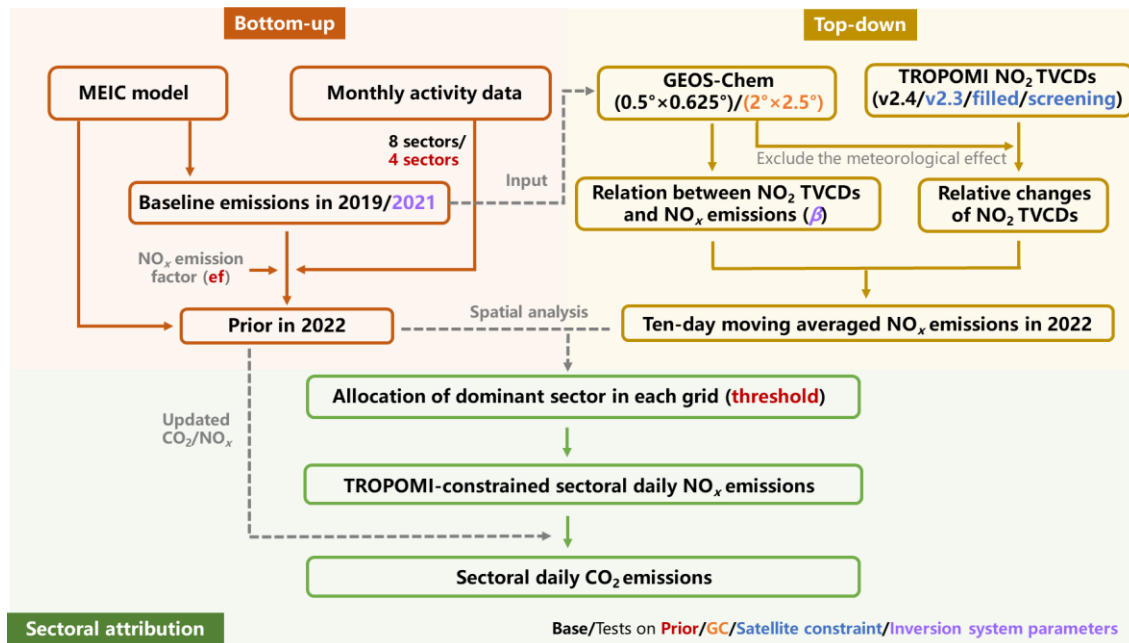 Bottom-up
Top-down
MEIC model
Monthly activity data
GEOS-Chem
(0.5°×0.625°)/(2°×2.5°)
TROPOMI NO₂ TVCDs
(v2.4/v2.3/filled/screening)
8 sectors/
4 sectors
Exclude the meteorological effect
Input
Baseline emissions in 2019/2021
Relation between NO₂ TVCDs
and NOₓ emissions (β)
Relative changes
of NO₂ TVCDs
NOₓ emission
factor (ef)
Spatial analysis
Prior in 2022
Ten-day moving averaged NOₓ emissions in 2022
Allocation of dominant sector in each grid (threshold)
Updated
CO₂/NOₓ
TROPOMI-constrained sectoral daily NOₓ emissions
Sectoral daily CO₂ emissions
Sectoral attribution
Base/Tests on Prior/GC/Satellite constraint/Inversion system parameters